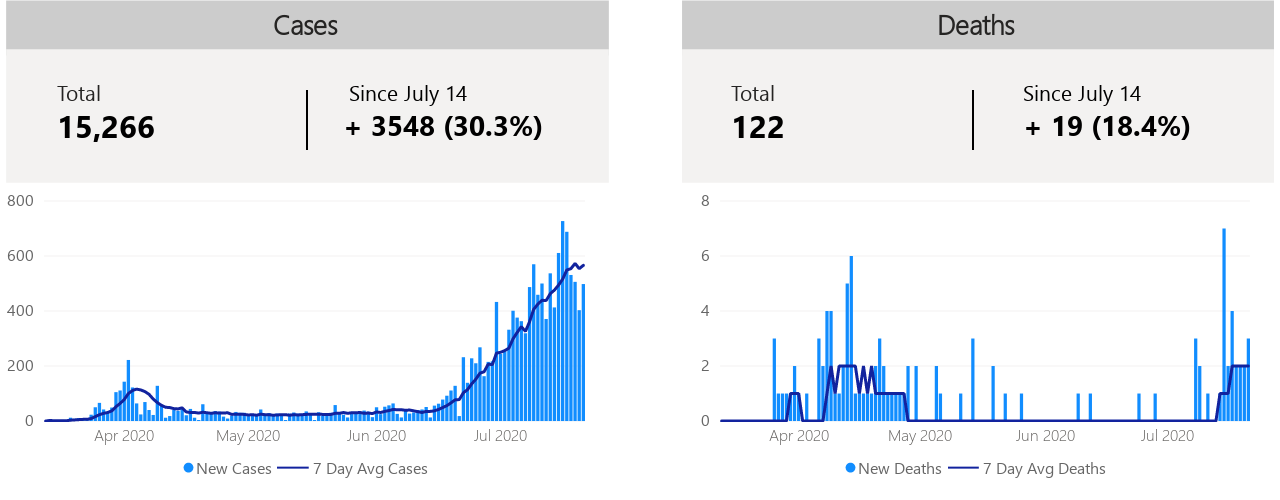 Cases
Total
15,266
Since July 14
+ 3548 (30.3%)
800
600
400
200
0
Apr 2020 May 2020 Jun 2020 Jul 2020
New Cases 7 Day Avg Cases
Deaths
Total
122
Since July 14
+ 19 (18.4%)
8
6
4
2
0
Apr 2020 May 2020 Jun 2020 Jul 2020
New Deaths 7 Day Avg Deaths